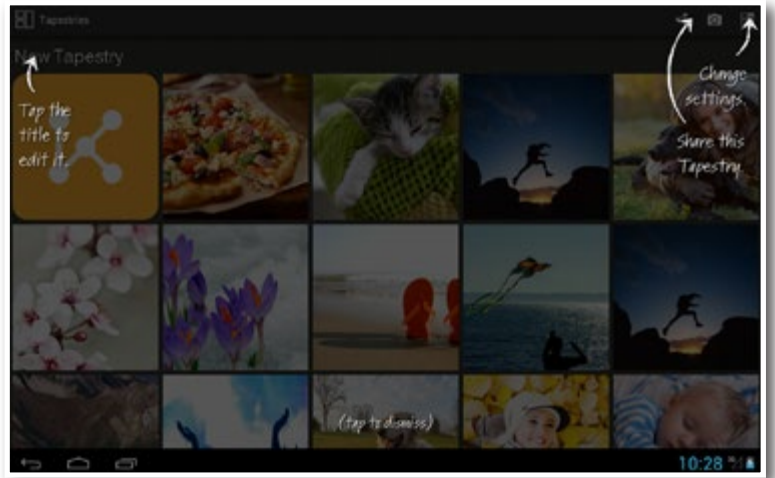 Tapestries
New Tapestry
Tap the
title to
edit it.
Change
settings.
Share this
Tapestry
(tap to dismiss)
10:28